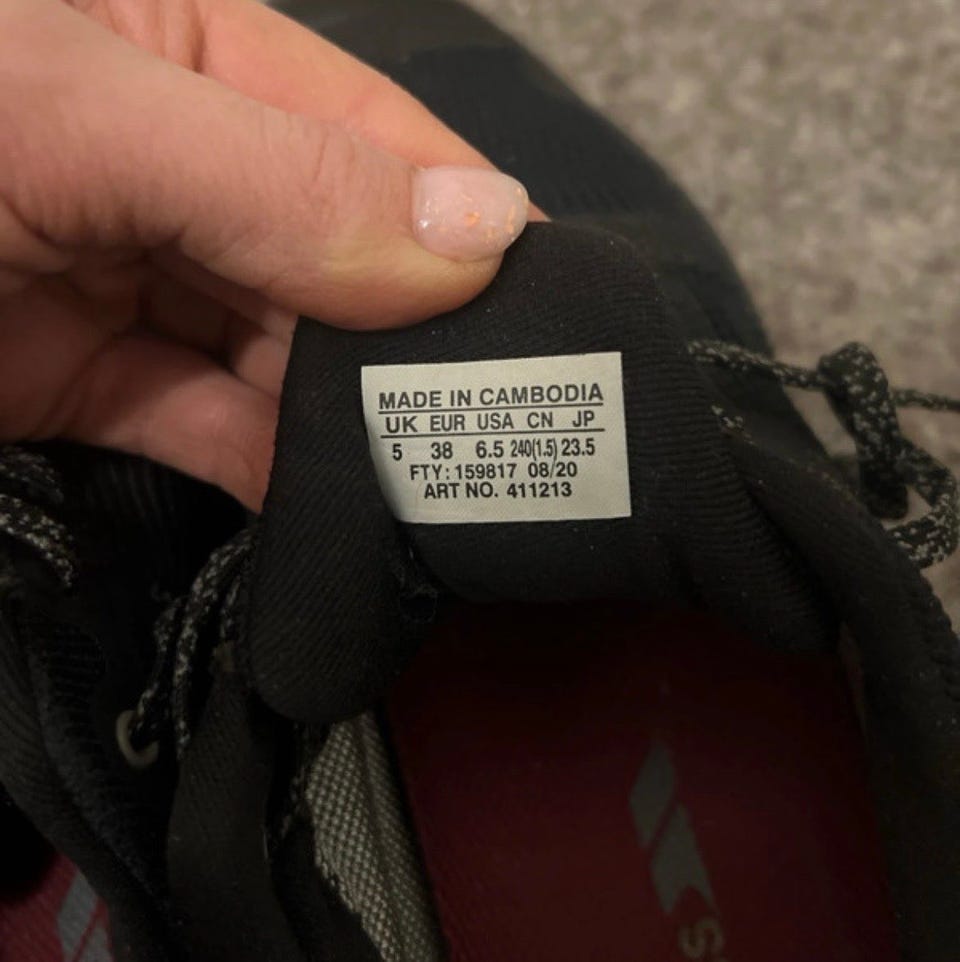 MADE IN CAMBODIA
UK EUR USA CN JP
5 38 6.5 240(1.5) 23.5
FTY: 159817 08/20
ART NO. 411213
S